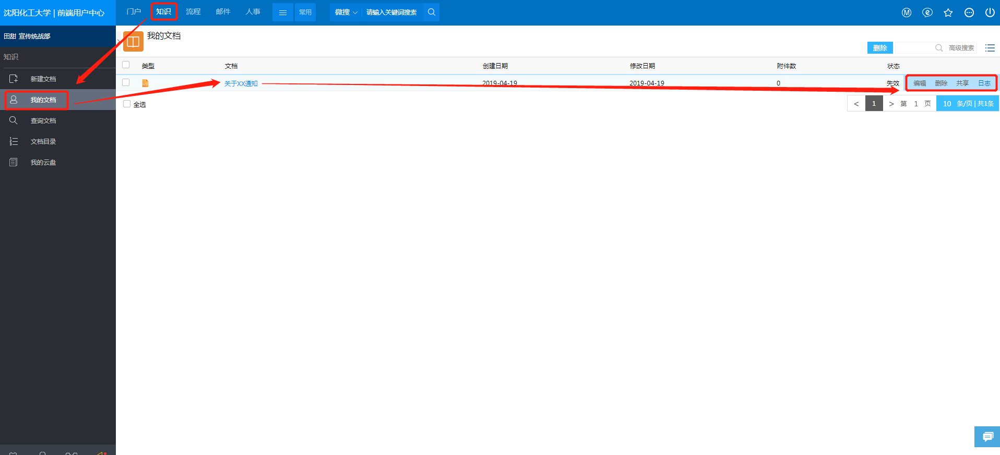 沈阳化工大学 | 前端用户中心 门户 知识 流程 邮件 人事 常用 微搜 请输入关键词搜索
田甜 宣传统战部
知识
新建文档
我的文档
查询文档
文档目录
我的云盘
我的文档
删除 高级搜索
类型 文档 创建日期 修改日期 附件数 状态
关于XX通知 2019-04-19 2019-04-19 0 失效 编辑 删除 共享 日志
全选
< 1 > 第 1 页 10 条/页 | 共1条